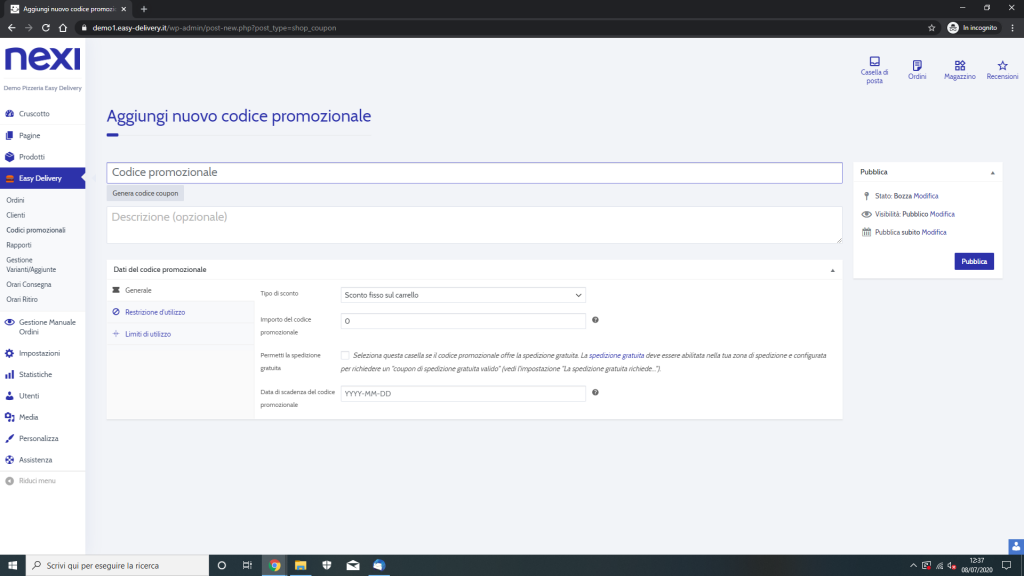 Aggiungi nuovo codice promozio
demo1.easy-delivery.it/wp-admin/post-new.php?post_type=shop_coupon
In incognito
nexi
Demo Pizzeria Easy Delivery
Cruscotto
Pagine
Prodotti
Easy Delivery
Ordini
Clienti
Codici promozionali
Rapporti
Gestione
Varianti/Aggiunte
Orari Consegna
Orari Ritiro
Gestione Manuale
Ordini
Impostazioni
Statistiche
Utenti
Media
Personalizza
Assistenza
Riduci menu
Casella di
posta
Ordini
Magazzino
Recensioni
Aggiungi nuovo codice promozionale
Codice promozionale
Genera codice coupon
Descrizione (opzionale)
Dati del codice promozionale
Generale
Restrizione d'utilizzo
Limiti di utilizzo
Tipo di sconto
Sconto fisso sul carrello
Importo del codice
promozionale
0
Permetti la spedizione
gratuita
Seleziona questa casella se il codice promozionale offre la spedizione gratuita. La spedizione gratuita deve essere abilitata nella tua zona di spedizione e configurata
per richiedere un "coupon di spedizione gratuita valido" (vedi l'impostazione "La spedizione gratuita richiede...").
Data di scadenza del codice
promozionale
YYYY-MM-DD
Pubblica
Stato: Bozza Modifica
Visibilità: Pubblico Modifica
Pubblica subito Modifica
Pubblica
Scrivi qui per eseguire la ricerca
12:37
08/07/2020